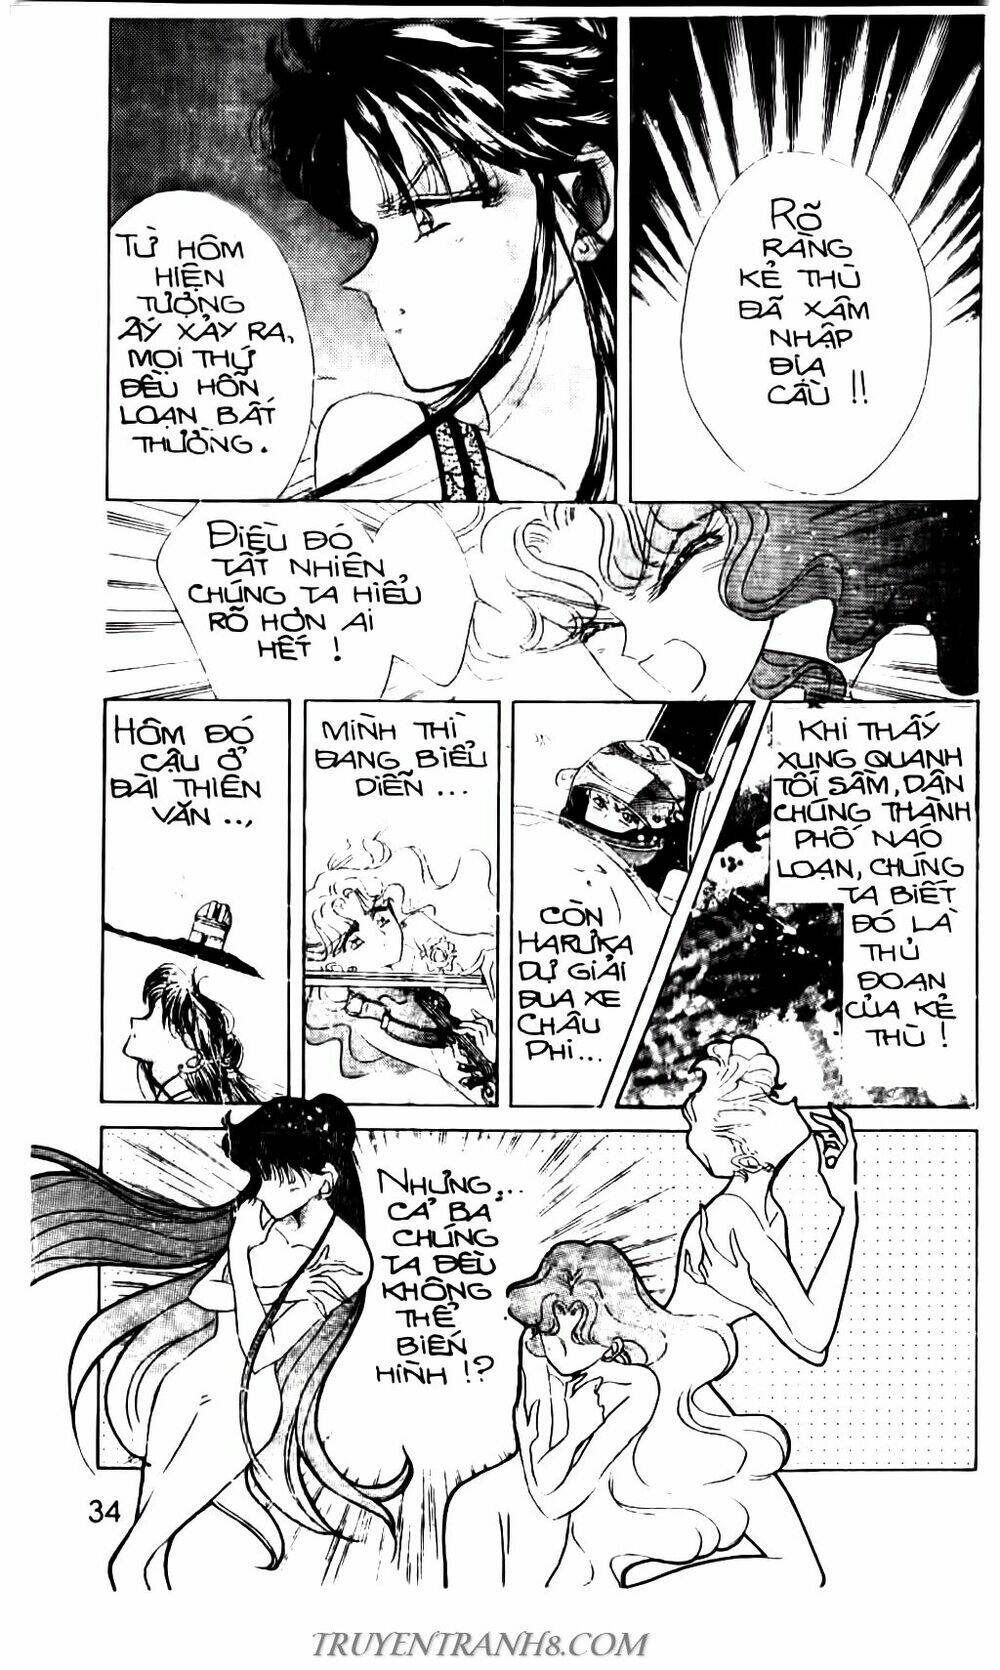 TỪ HÔM
HIỆN
TƯỢNG
ẤY XẢY RA,
MỌI THỨ
ĐỀU HỖN
LOẠN BẤT
THƯỜNG.
RÕ
RÀNG
KẺ THÙ
ĐÃ XÂM
NHẬP
ĐỊA
CẦU !!
ĐIỀU ĐÓ
TẤT NHIÊN
CHÚNG TA HIỂU
RÕ HƠN AI
HẾT !
HÔM ĐÓ
CẬU Ở
ĐÀI THIÊN
VĂN ...
MÌNH THÌ
ĐANG BIỂU
DIỄN ...
CÒN
HARUKA
DỰ GIẢI
ĐUA XE
CHÂU
PHI ...
KHI THẤY
XUNG QUANH
TỐI SẦM, DÂN
CHÚNG THÀNH
PHỐ NÁO
LOẠN, CHÚNG
TA BIẾT
ĐÓ LÀ
THỦ
ĐOẠN
CỦA KẺ
THÙ !
NHƯNG...
CẢ BA
CHÚNG
TA ĐỀU
KHÔNG
THỂ
BIẾN
HÌNH !?
34
TRUYENTRANH8.COM